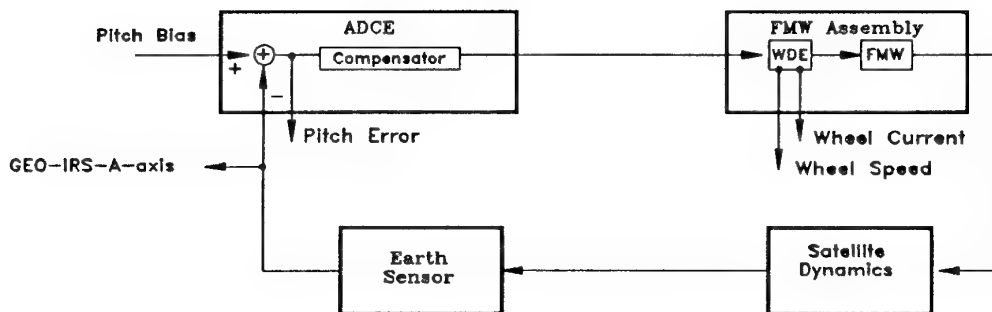 ADCE
FMW Assembly
Pitch Bias
+
+
Compensator
WDE
FMW
−
Pitch Error
Wheel Current
GEO-IRS-A-axis
Wheel Speed
Earth
Sensor
Satellite
Dynamics